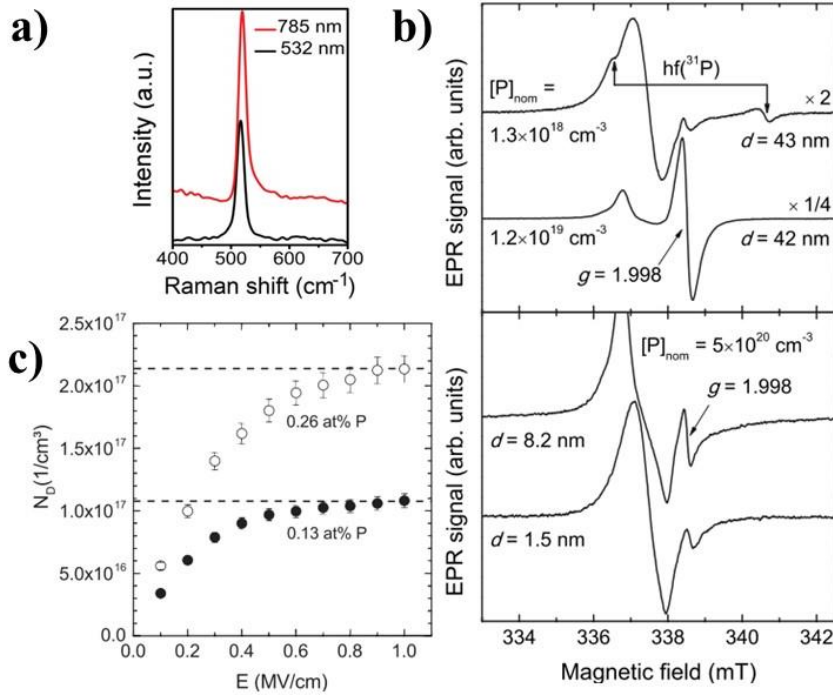 a)
785 nm
532 nm
Intensity (a.u.)
400 500 600 700
Raman shift (cm⁻¹)
b)
EPR signal (arb. units)
hf(³¹P)
[P]nom =
× 2
1.3×10¹⁸ cm⁻³
d = 43 nm
× 1/4
1.2×10¹⁹ cm⁻³
d = 42 nm
g = 1.998
EPR signal (arb. units)
[P]nom = 5×10²⁰ cm⁻³
g = 1.998
d = 8.2 nm
d = 1.5 nm
334 336 338 340 342
Magnetic field (mT)
c)
N_D(1/cm³)
2.5x10¹⁷
2.0x10¹⁷
1.5x10¹⁷
1.0x10¹⁷
5.0x10¹⁶
0.0
0.26 at% P
0.13 at% P
0.0 0.2 0.4 0.6 0.8 1.0
E (MV/cm)